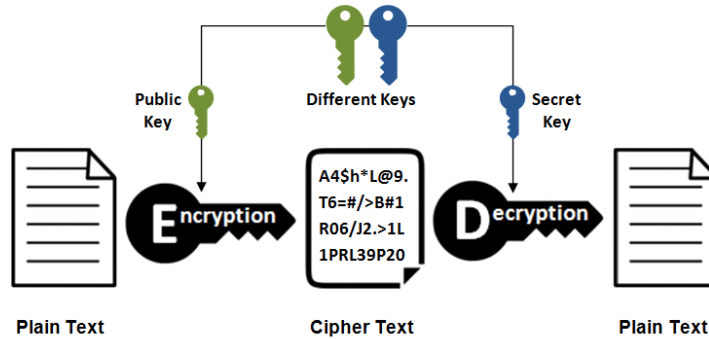 Public
Key
Different Keys
Secret
Key
Encryption
A4$h*L@9.
T6=#/>B#1
R06/J2.>1L
1PRL39P20
Decryption
Plain Text
Cipher Text
Plain Text